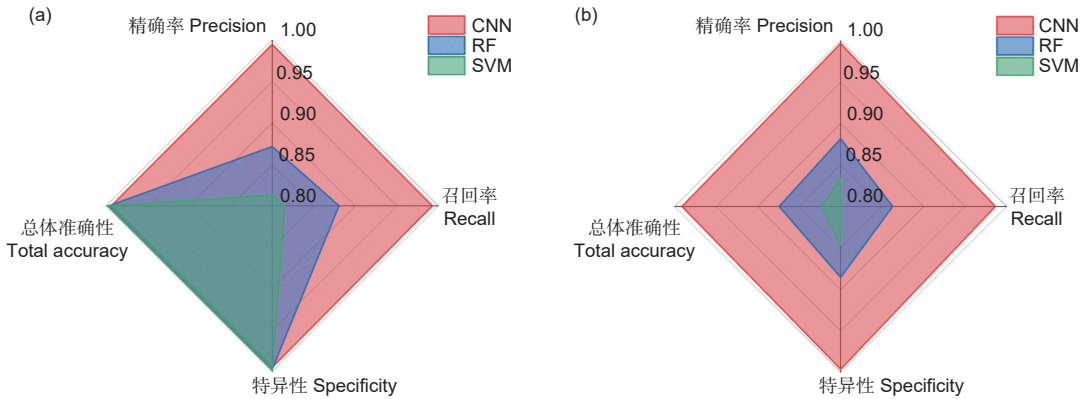 (a)
精确率 Precision
1.00
0.95
0.90
0.85
0.80
CNN
RF
SVM
召回率
Recall
总体准确性
Total accuracy
特异性 Specificity
(b)
精确率 Precision
1.00
0.95
0.90
0.85
0.80
CNN
RF
SVM
召回率
Recall
总体准确性
Total accuracy
特异性 Specificity